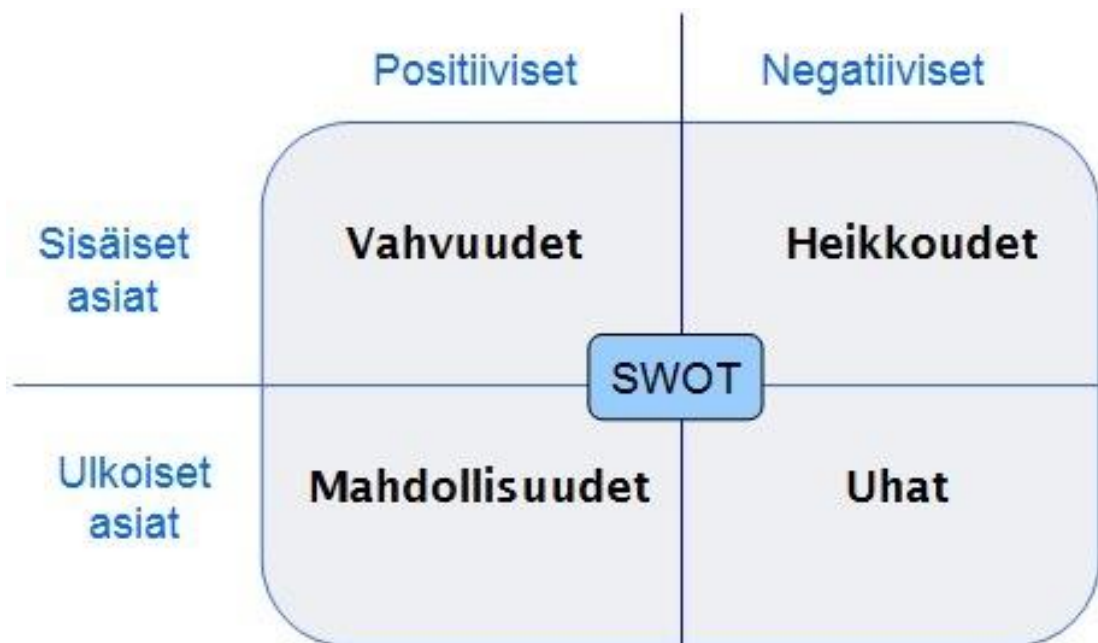 Positiiviset
Negatiiviset
Sisäiset
asiat
Vahvuudet
Heikkoudet
SWOT
Ulkoiset
asiat
Mahdollisuudet
Uhat